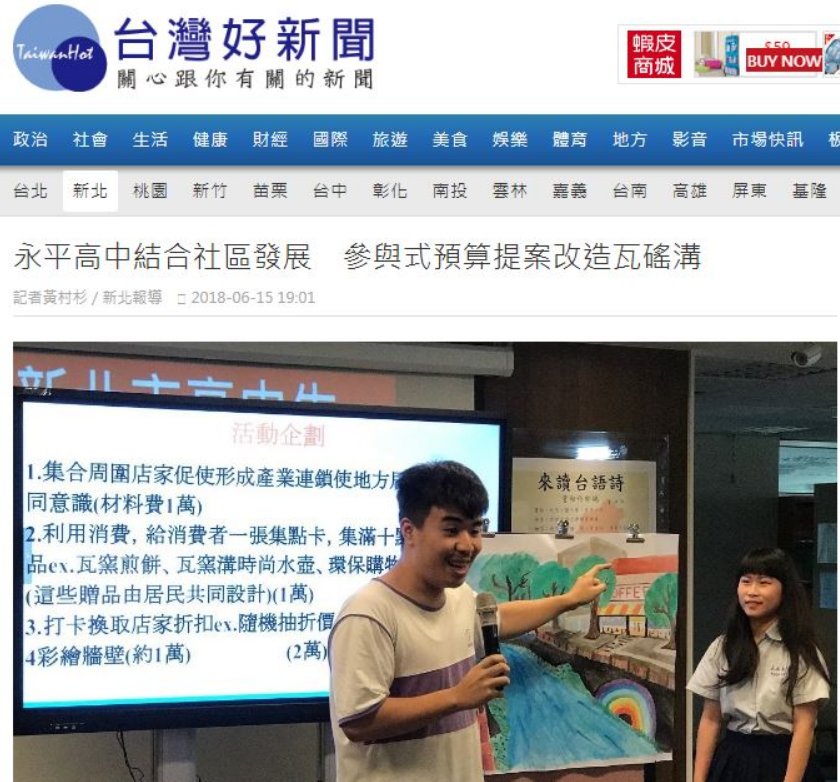 TaiwanHot
台灣好新聞
關心跟你有關的新聞
蝦皮
商城
BUY NOW
政治 社會 生活 健康 財經 國際 旅遊 美食 娛樂 體育 地方 影音 市場快訊
台北 新北 桃園 新竹 苗栗 台中 彰化 南投 雲林 嘉義 台南 高雄 屏東 基隆
永平高中結合社區發展 參與式預算提案改造瓦磘溝
記者黃村杉 / 新北報導 2018-06-15 19:01
新北市高中生
活動企劃
1.集合周圍店家促使形成產業連鎖使地方
同意識(材料費1萬)
2.利用消費, 給消費者一張集點卡, 集滿十
品ex.瓦窯煎餅、瓦窯溝時尚水壺、環保購物
(這些贈品由居民共同設計)(1萬)
3.打卡換取店家折扣ex.隨機抽折價
4彩繪牆壁(約1萬) (2萬)
來讀台語詩
COFFEE